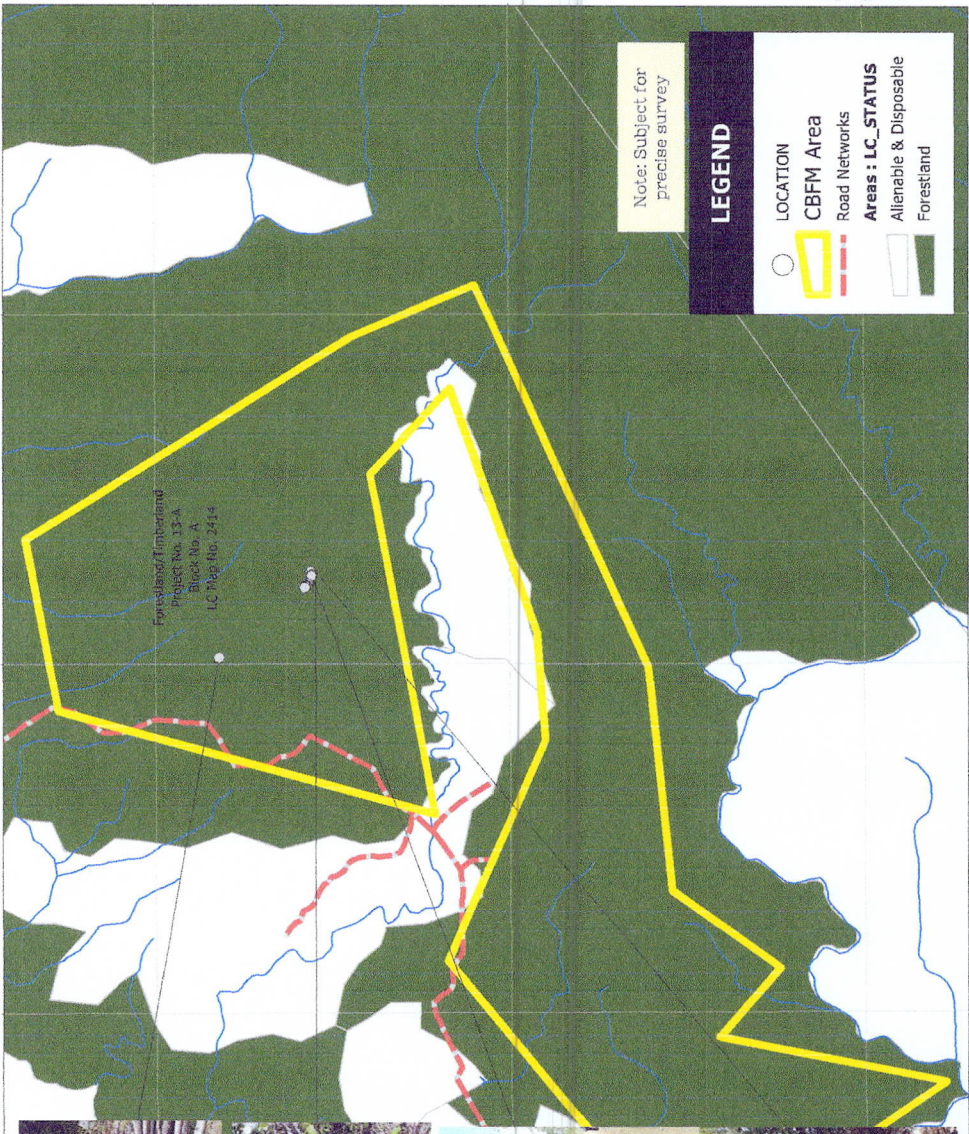 Forestland/Timberland
Project No. 13-A
Block No. A
LC Map No. 2414
Note: Subject for
precise survey
LEGEND
LOCATION
CBFM Area
Road Networks
Areas : LC_STATUS
Alienable & Disposable
Forestland